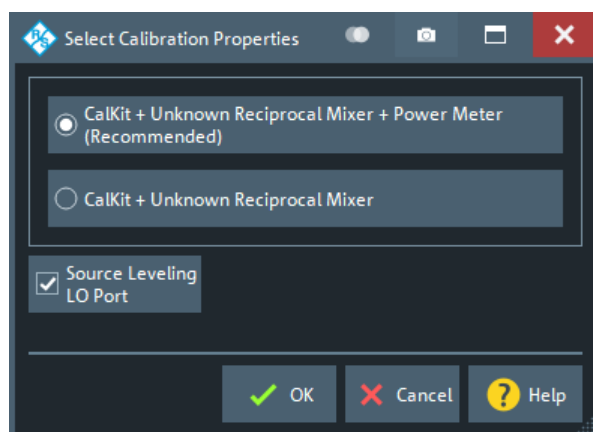 Select Calibration Properties
CalKit + Unknown Reciprocal Mixer + Power Meter
(Recommended)
CalKit + Unknown Reciprocal Mixer
Source Leveling
LO Port
OK Cancel ? Help